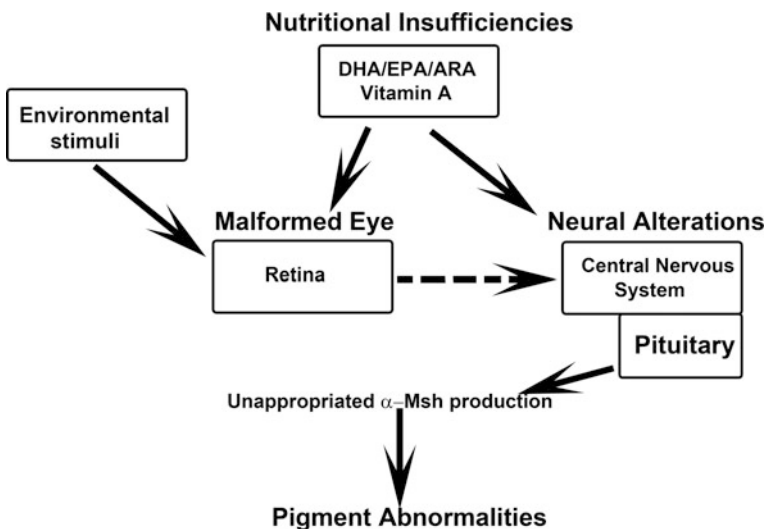 Nutritional Insufficiencies
DHA/EPA/ARA
Vitamin A
Environmental
stimuli
Malformed Eye
Neural Alterations
Retina
Central Nervous
System
Pituitary
Unappropriated α–Msh production
Pigment Abnormalities